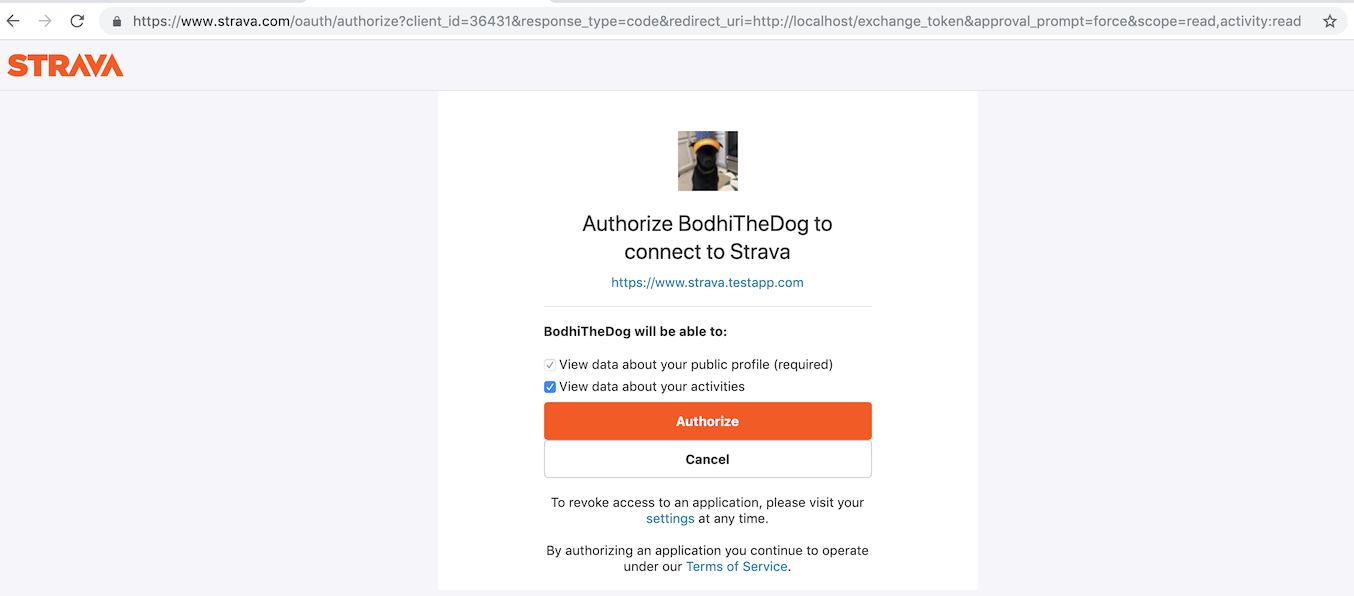 https://www.strava.com/oauth/authorize?client_id=36431&response_type=code&redirect_uri=http://localhost/exchange_token&approval_prompt=force&scope=read,activity:read
STRAVA
Authorize BodhiTheDog to
connect to Strava
https://www.strava.testapp.com
BodhiTheDog will be able to:
View data about your public profile (required)
View data about your activities
Authorize
Cancel
To revoke access to an application, please visit your
settings at any time.
By authorizing an application you continue to operate
under our Terms of Service.